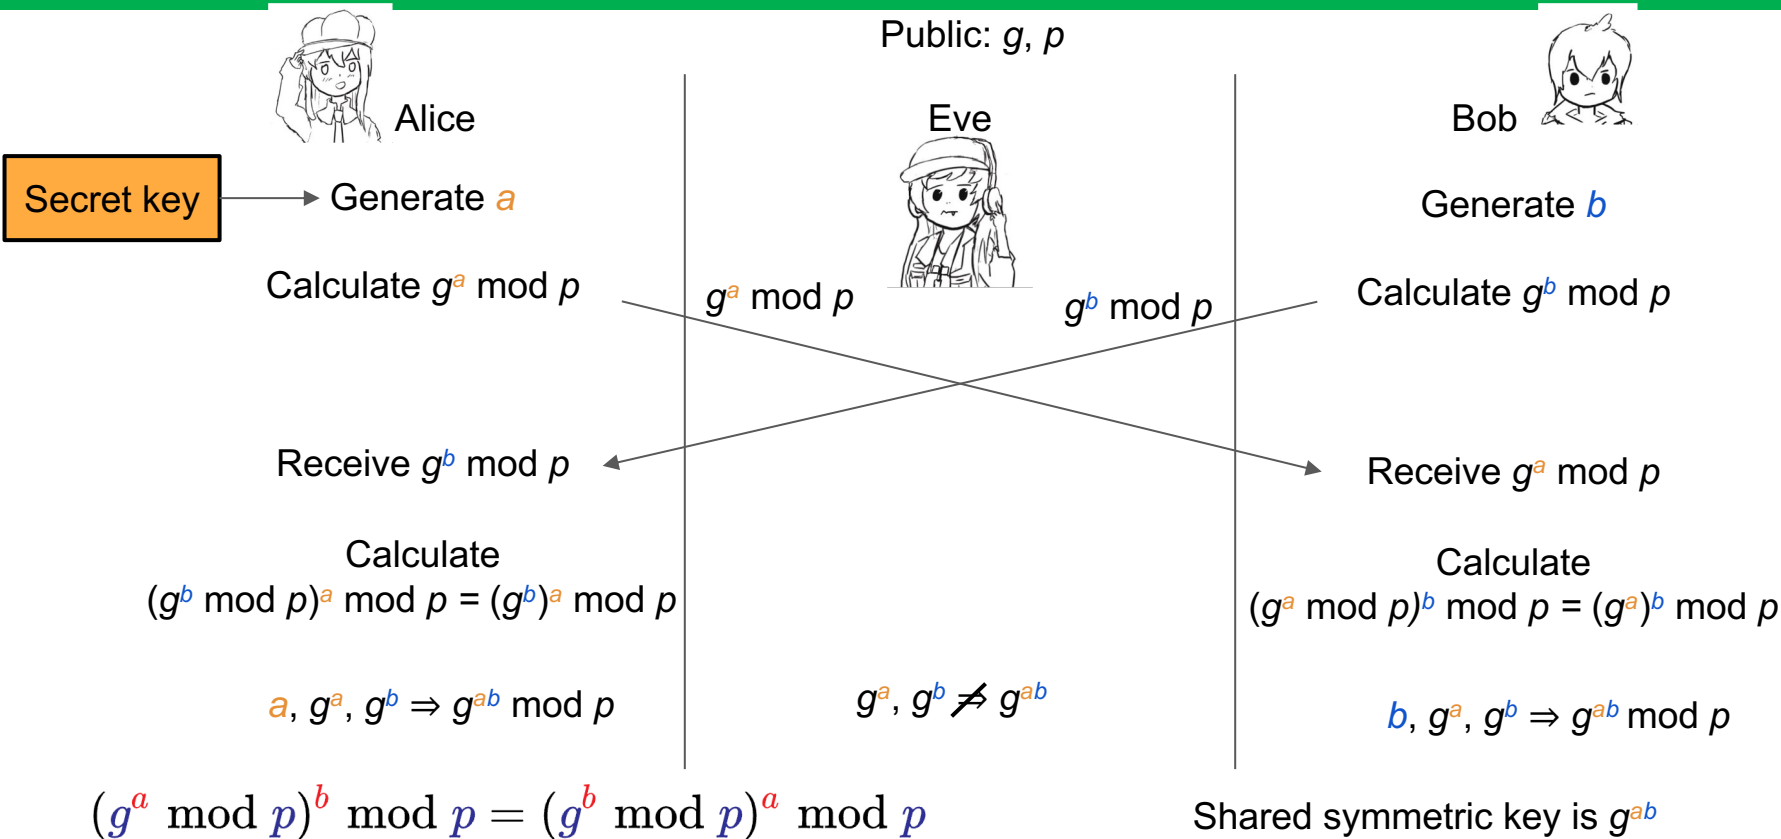 Public: g, p
Alice
Eve
Bob
Secret key
Generate a
Generate b
Calculate gᵃ mod p
gᵃ mod p
gᵇ mod p
Calculate gᵇ mod p
Receive gᵇ mod p
Receive gᵃ mod p
Calculate
(gᵇ mod p)ᵃ mod p = (gᵇ)ᵃ mod p
Calculate
(gᵃ mod p)ᵇ mod p = (gᵃ)ᵇ mod p
a, gᵃ, gᵇ ⇒ gᵃᵇ mod p
gᵃ, gᵇ ⇏ gᵃᵇ
b, gᵃ, gᵇ ⇒ gᵃᵇ mod p
(gᵃ mod p)ᵇ mod p = (gᵇ mod p)ᵃ mod p
Shared symmetric key is gᵃᵇ